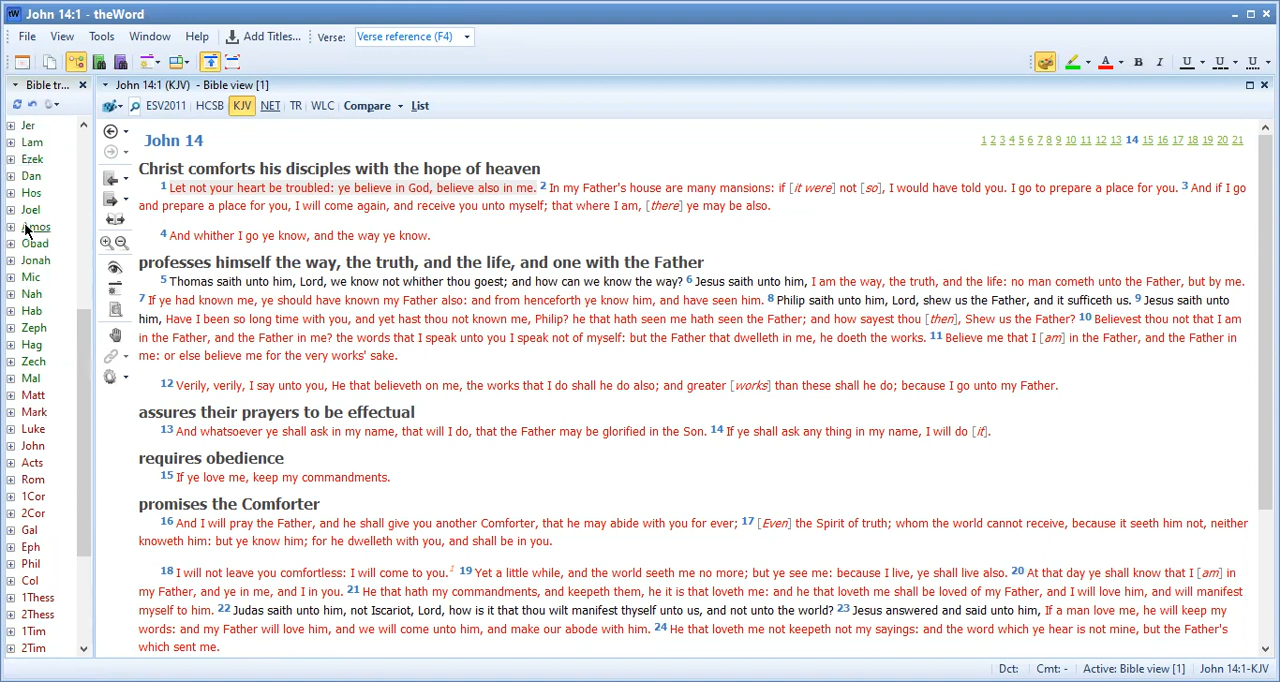 John 14:1 - theWord
File View Tools Window Help Add Titles... Verse: Verse reference (F4)
Bible tr...
John 14:1 (KJV) - Bible view [1]
ESV2011 HCSB KJV NET TR WLC Compare List
Jer
Lam
Ezek
Dan
Hos
Joel
Amos
Obad
Jonah
Mic
Nah
Hab
Zeph
Hag
Zech
Mal
Matt
Mark
Luke
John
Acts
Rom
1Cor
2Cor
Gal
Eph
Phil
Col
1Thess
2Thess
1Tim
2Tim
John 14
1 2 3 4 5 6 7 8 9 10 11 12 13 14 15 16 17 18 19 20 21
Christ comforts his disciples with the hope of heaven
1 Let not your heart be troubled: ye believe in God, believe also in me. 2 In my Father's house are many mansions: if [it were] not [so], I would have told you. I go to prepare a place for you. 3 And if I go
and prepare a place for you, I will come again, and receive you unto myself; that where I am, [there] ye may be also.
4 And whither I go ye know, and the way ye know.
professes himself the way, the truth, and the life, and one with the Father
5 Thomas saith unto him, Lord, we know not whither thou goest; and how can we know the way? 6 Jesus saith unto him, I am the way, the truth, and the life: no man cometh unto the Father, but by me.
7 If ye had known me, ye should have known my Father also: and from henceforth ye know him, and have seen him. 8 Philip saith unto him, Lord, shew us the Father, and it sufficeth us. 9 Jesus saith unto
him, Have I been so long time with you, and yet hast thou not known me, Philip? he that hath seen me hath seen the Father; and how sayest thou [then], Shew us the Father? 10 Believest thou not that I am
in the Father, and the Father in me? the words that I speak unto you I speak not of myself: but the Father that dwelleth in me, he doeth the works. 11 Believe me that I [am] in the Father, and the Father in
me: or else believe me for the very works' sake.
12 Verily, verily, I say unto you, He that believeth on me, the works that I do shall he do also; and greater [works] than these shall he do; because I go unto my Father.
assures their prayers to be effectual
13 And whatsoever ye shall ask in my name, that will I do, that the Father may be glorified in the Son. 14 If ye shall ask any thing in my name, I will do [it].
requires obedience
15 If ye love me, keep my commandments.
promises the Comforter
16 And I will pray the Father, and he shall give you another Comforter, that he may abide with you for ever; 17 [Even] the Spirit of truth; whom the world cannot receive, because it seeth him not, neither
knoweth him: but ye know him; for he dwelleth with you, and shall be in you.
18 I will not leave you comfortless: I will come to you. 19 Yet a little while, and the world seeth me no more; but ye see me: because I live, ye shall live also. 20 At that day ye shall know that I [am] in
my Father, and ye in me, and I in you. 21 He that hath my commandments, and keepeth them, he it is that loveth me: and he that loveth me shall be loved of my Father, and I will love him, and will manifest
myself to him. 22 Judas saith unto him, not Iscariot, Lord, how is it that thou wilt manifest thyself unto us, and not unto the world? 23 Jesus answered and said unto him, If a man love me, he will keep my
words: and my Father will love him, and we will come unto him, and make our abode with him. 24 He that loveth me not keepeth not my sayings: and the word which ye hear is not mine, but the Father's
which sent me.
Dct: Cmt: - Active: Bible view [1] John 14:1-KJV